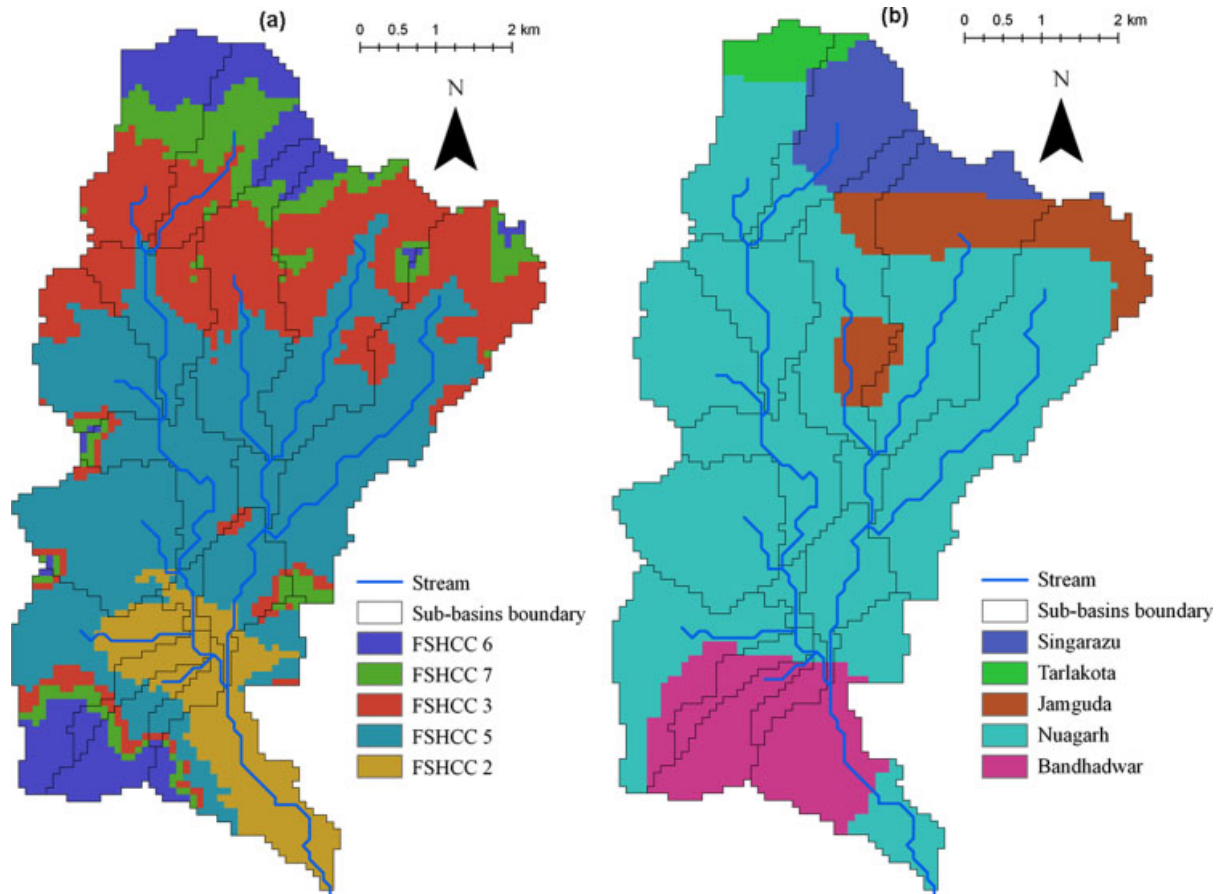 (a)
0 0.5 1 2 km
N
Stream
Sub-basins boundary
FSHCC 6
FSHCC 7
FSHCC 3
FSHCC 5
FSHCC 2
(b)
0 0.5 1 2 km
N
Stream
Sub-basins boundary
Singarazu
Tarlakota
Jamguda
Nuagarh
Bandhadwar